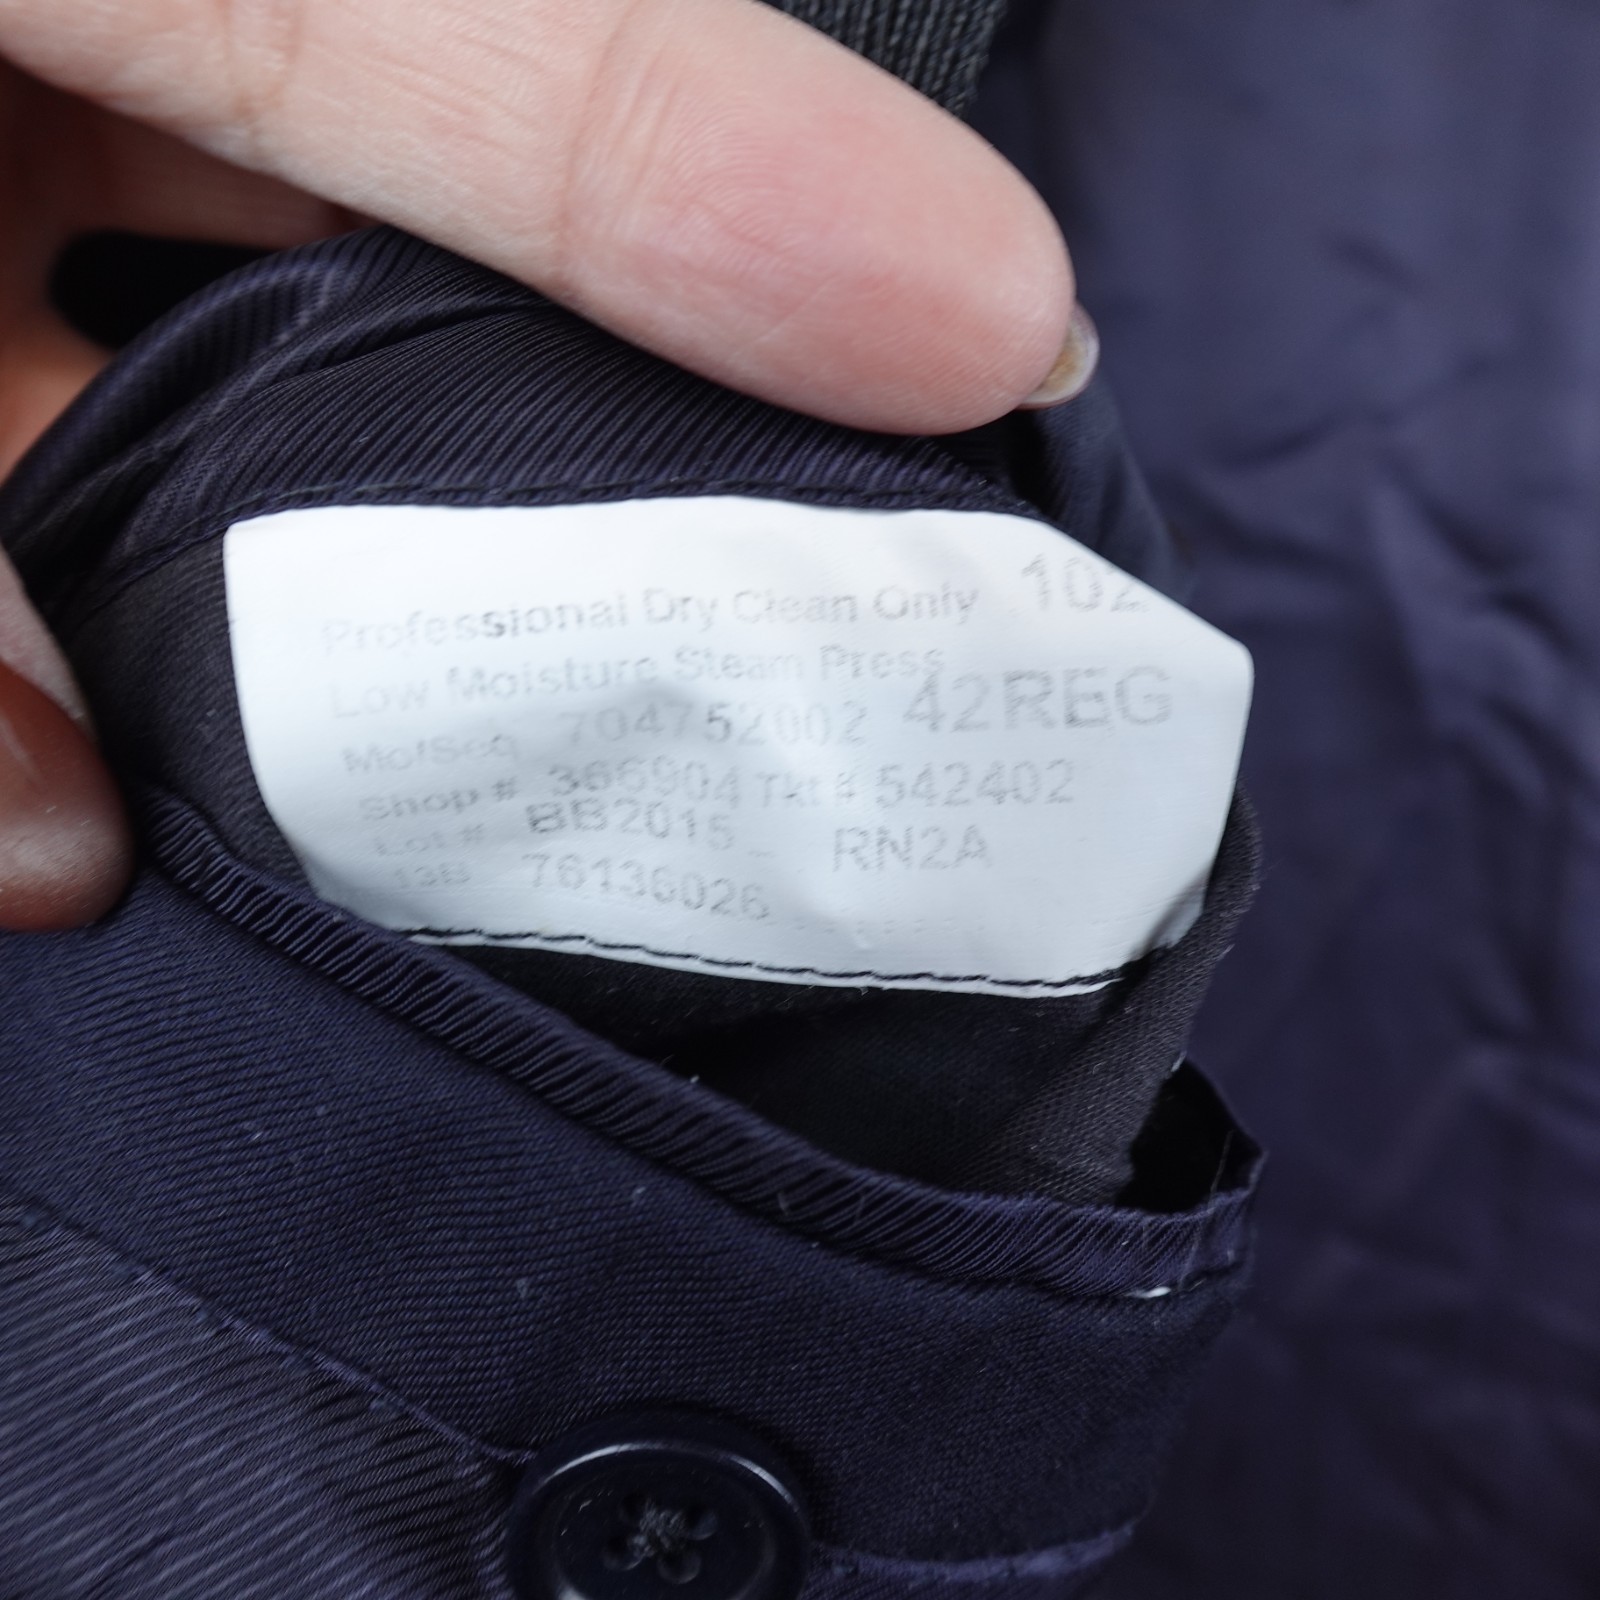 Professional Dry Clean Only 102
Low Moisture Steam Press
Mo/Seq 704752002 42REG
Shop # 366904 Tkt # 542402
Lot # BB2015 RN2A
13B 76136026